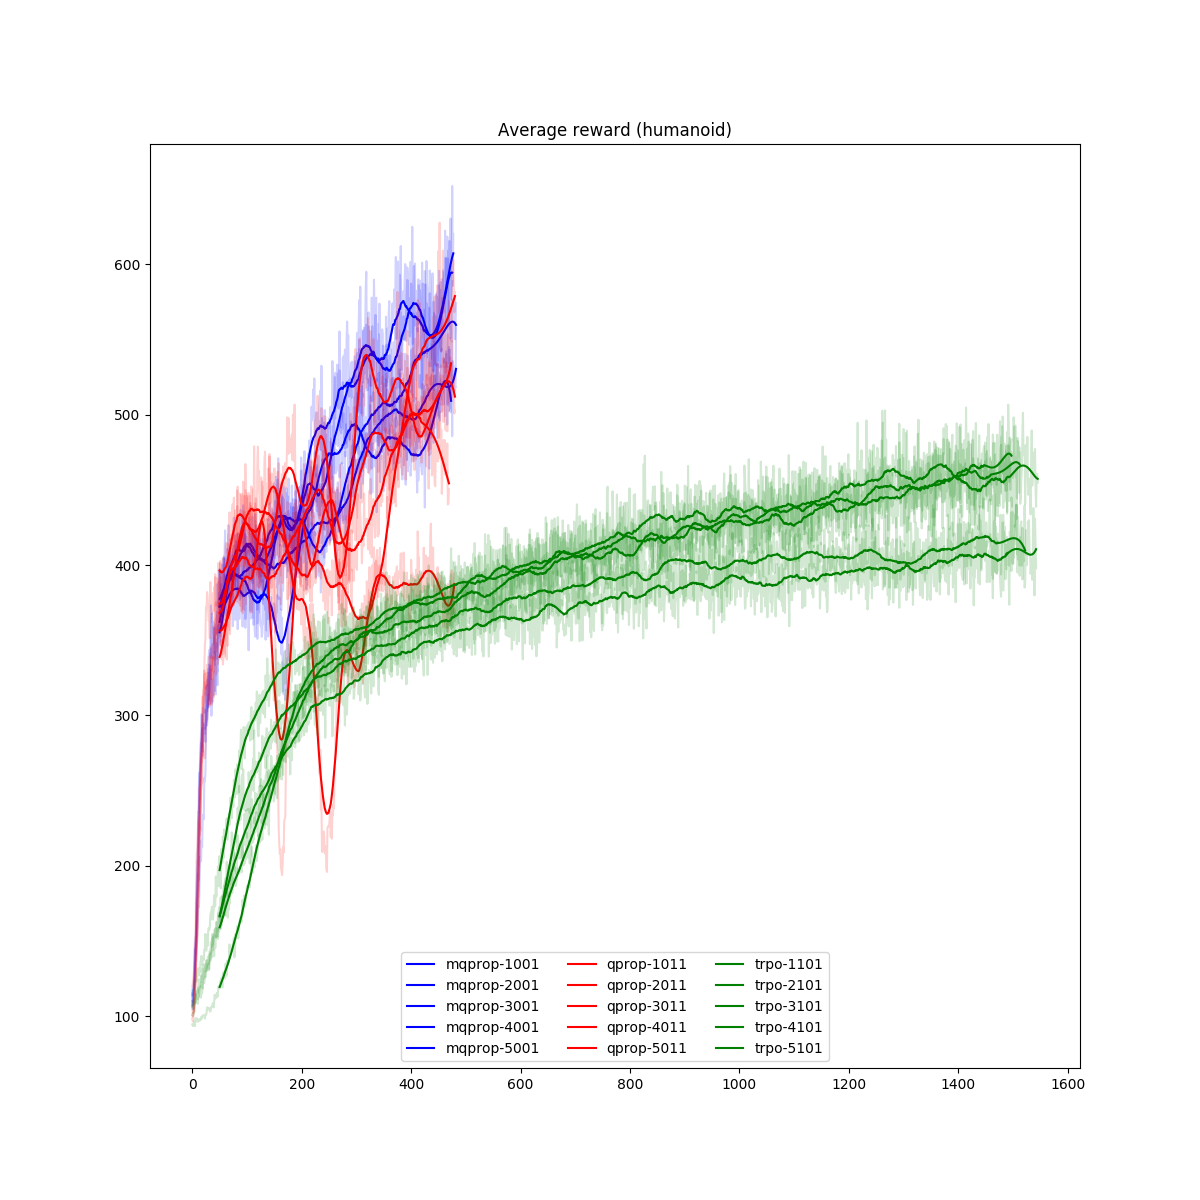 Average reward (humanoid)
600
500
400
300
200
100
mqprop-1001 qprop-1011 trpo-1101
mqprop-2001 qprop-2011 trpo-2101
mqprop-3001 qprop-3011 trpo-3101
mqprop-4001 qprop-4011 trpo-4101
mqprop-5001 qprop-5011 trpo-5101
0 200 400 600 800 1000 1200 1400 1600